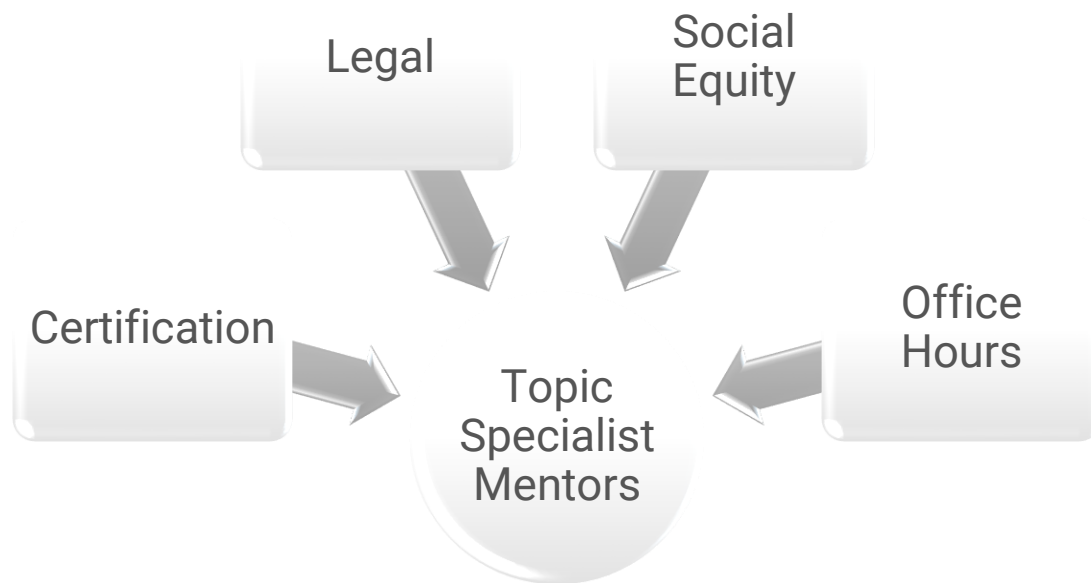 Legal
Social
Equity
Certification
Office
Hours
Topic
Specialist
Mentors